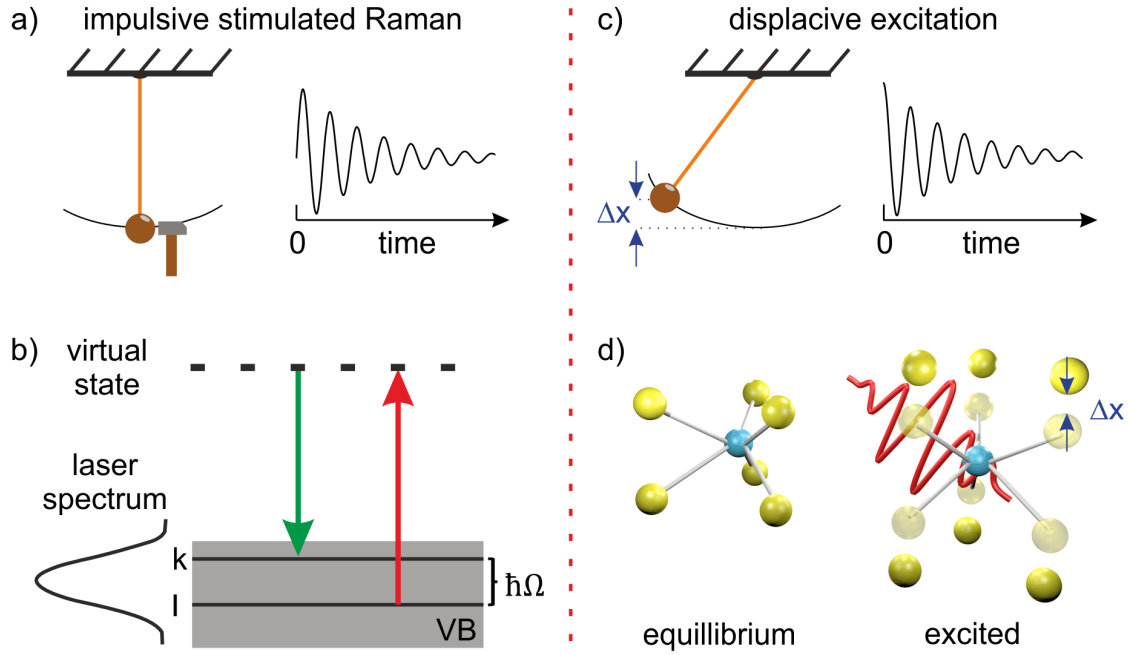 a) impulsive stimulated Raman
0 time
b) virtual
state
laser
spectrum
k
l
ħΩ
VB
c) displacive excitation
Δx
0 time
d)
Δx
equillibrium
excited